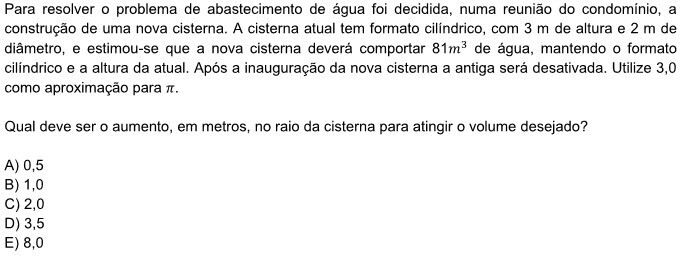 Para resolver o problema de abastecimento de água foi decidida, numa reunião do condomínio, a
construção de uma nova cisterna. A cisterna atual tem formato cilíndrico, com 3 m de altura e 2 m de
diâmetro, e estimou-se que a nova cisterna deverá comportar 81m³ de água, mantendo o formato
cilíndrico e a altura da atual. Após a inauguração da nova cisterna a antiga será desativada. Utilize 3,0
como aproximação para π.
Qual deve ser o aumento, em metros, no raio da cisterna para atingir o volume desejado?
A) 0,5
B) 1,0
C) 2,0
D) 3,5
E) 8,0